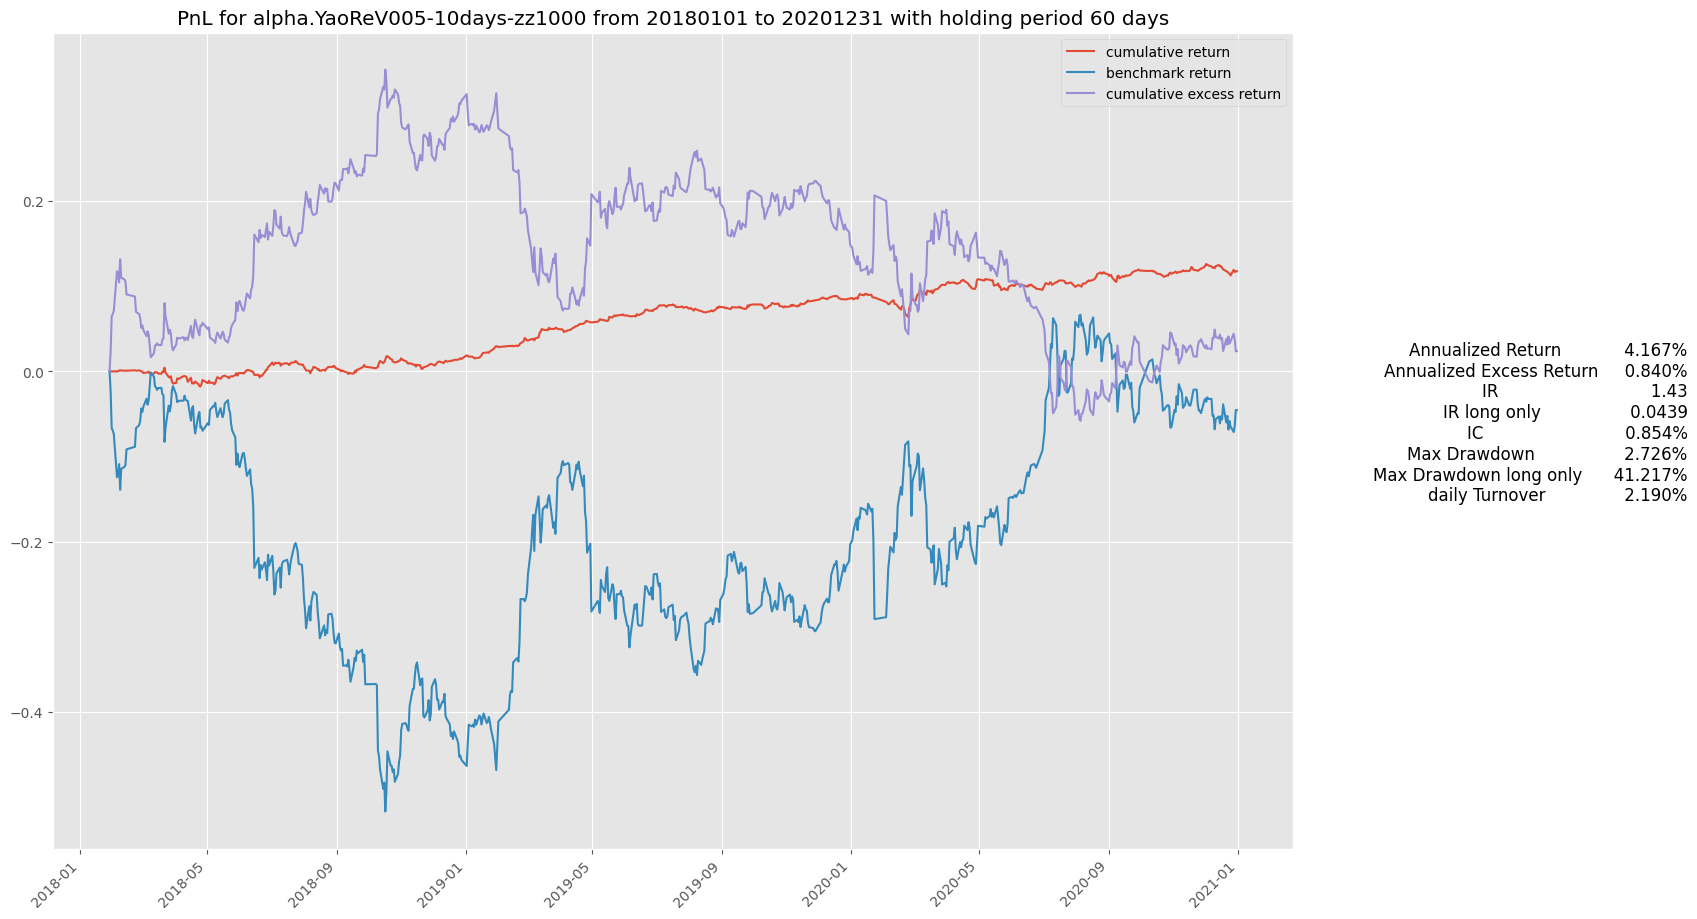 PnL for alpha.YaoReV005-10days-zz1000 from 20180101 to 20201231 with holding period 60 days
cumulative return
benchmark return
cumulative excess return
0.2
0.0
−0.2
−0.4
Annualized Return 4.167%
Annualized Excess Return 0.840%
IR 1.43
IR long only 0.0439
IC 0.854%
Max Drawdown 2.726%
Max Drawdown long only 41.217%
daily Turnover 2.190%
2018-01 2018-05 2018-09 2019-01 2019-05 2019-09 2020-01 2020-05 2020-09 2021-01